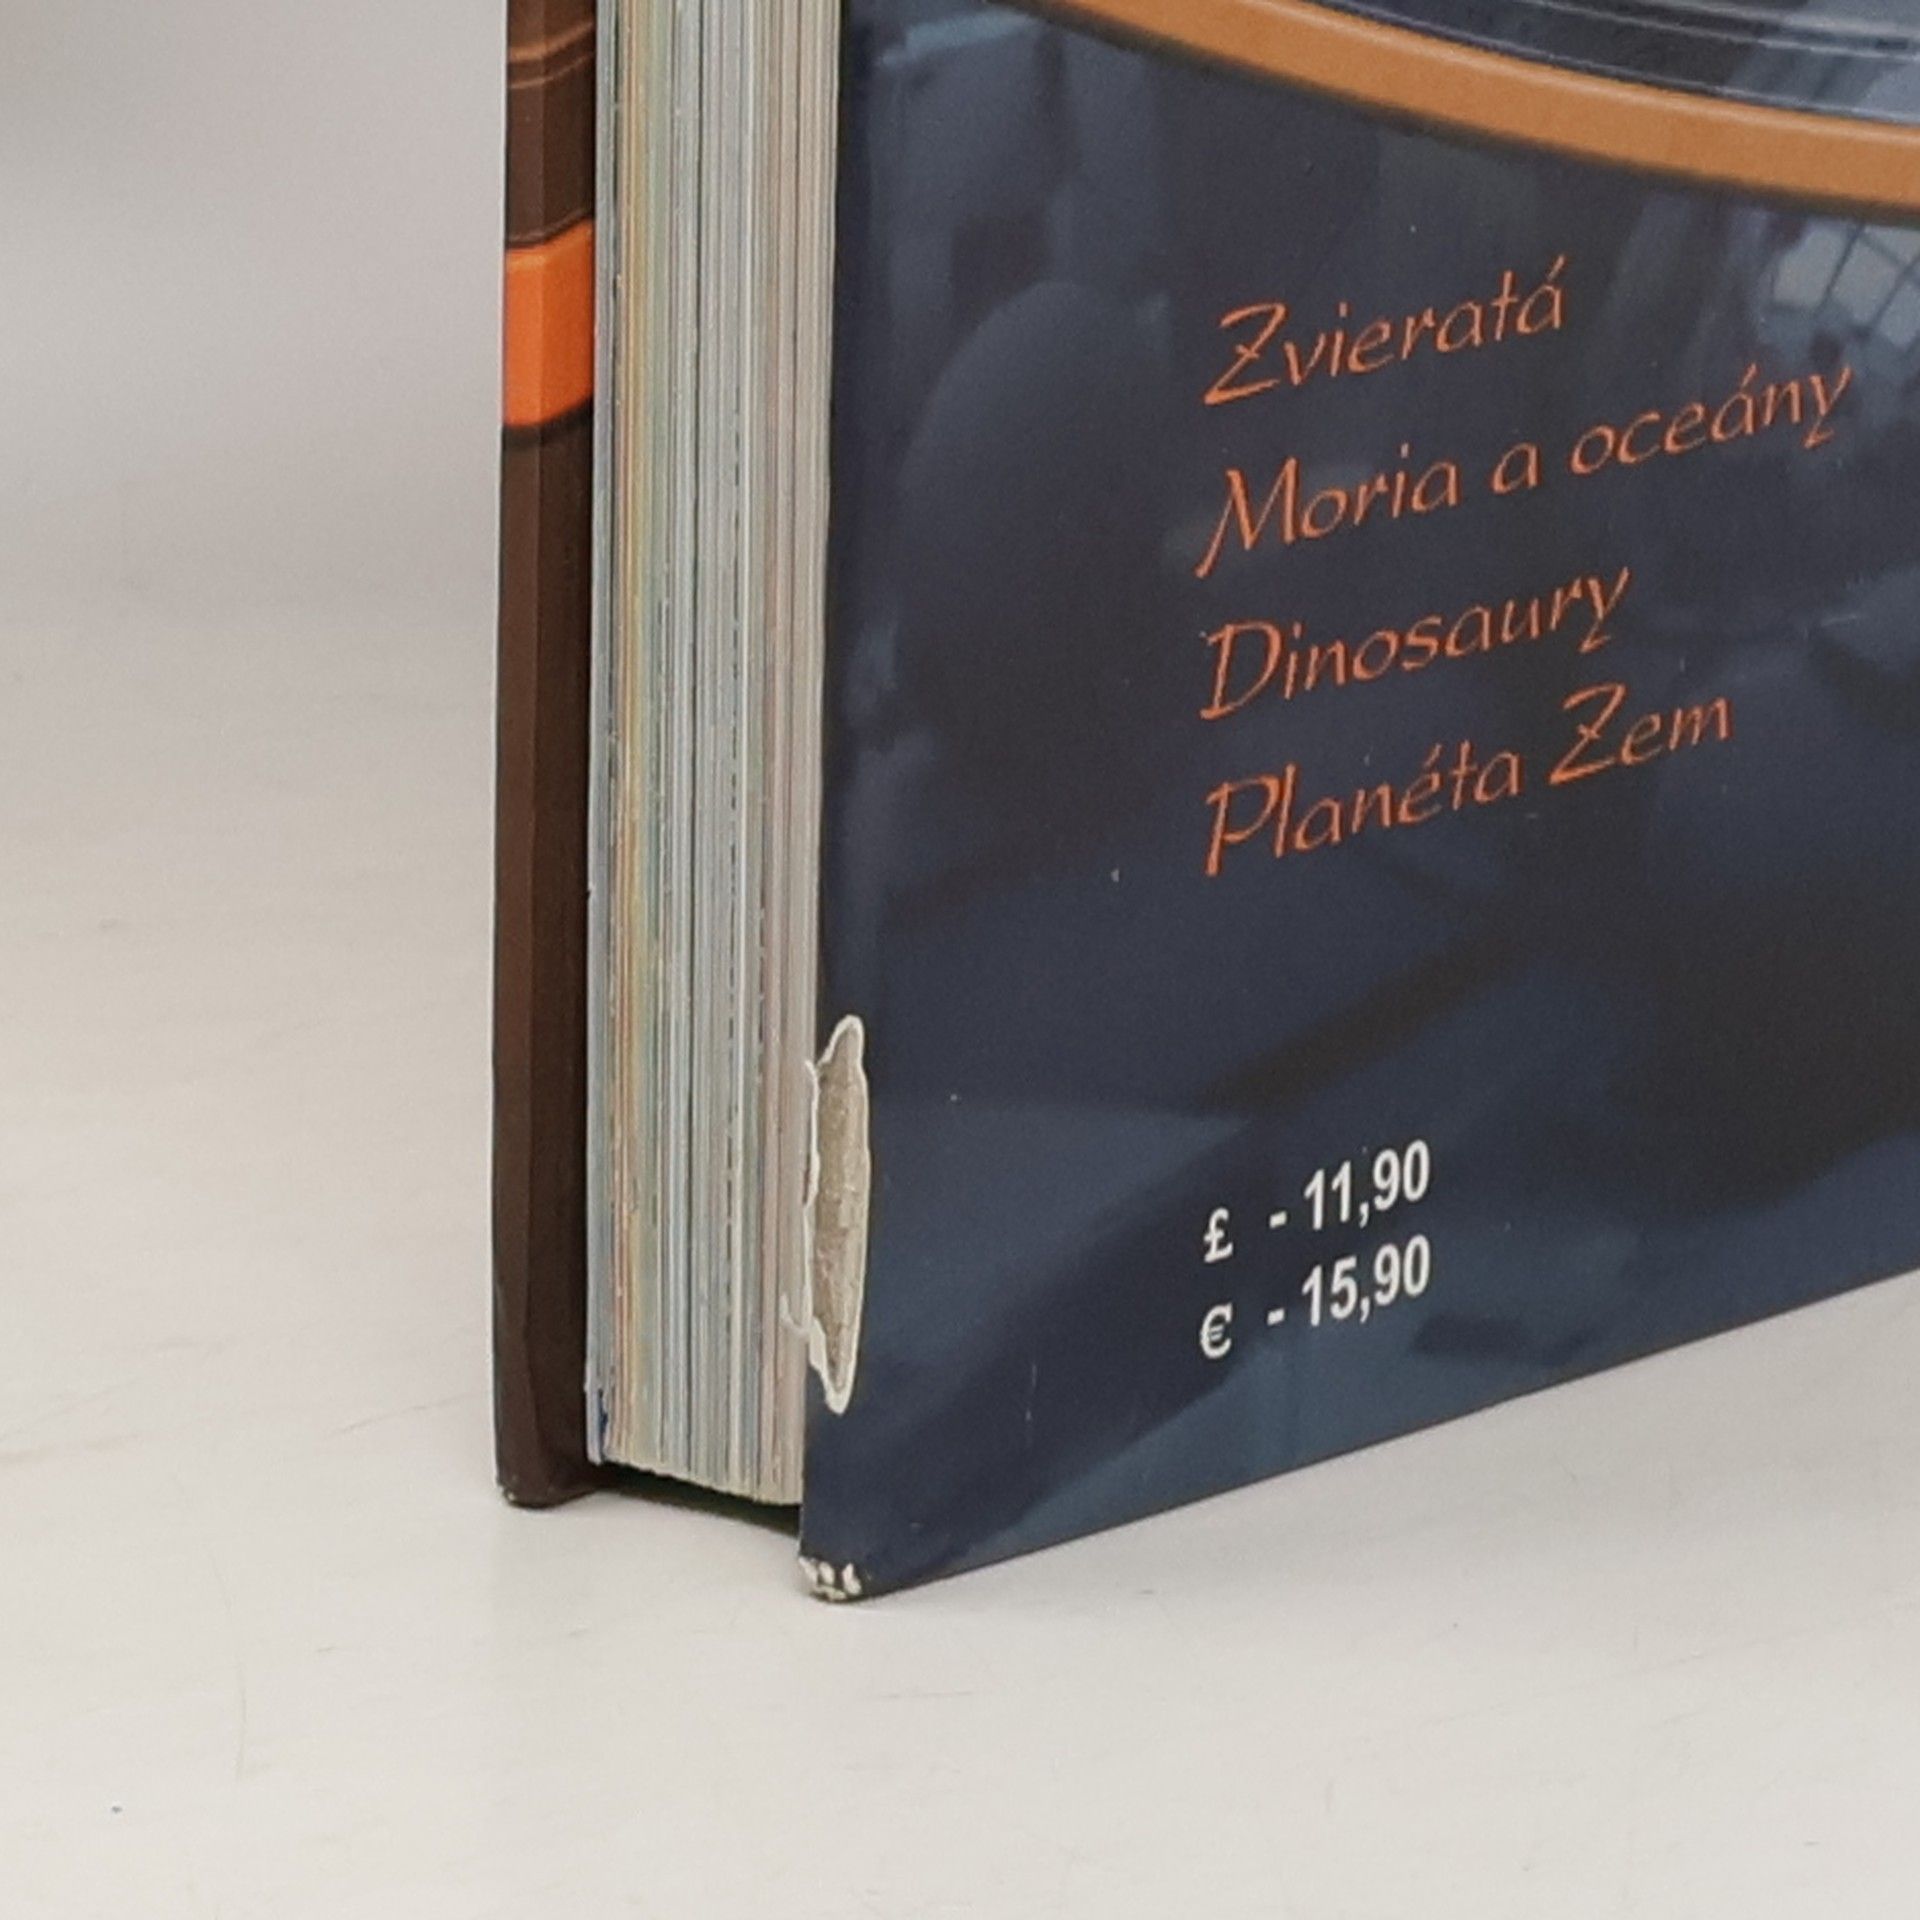 Zvieratá
Moria a oceány
Dinosaury
Planéta Zem
£ - 11,90
€ - 15,90